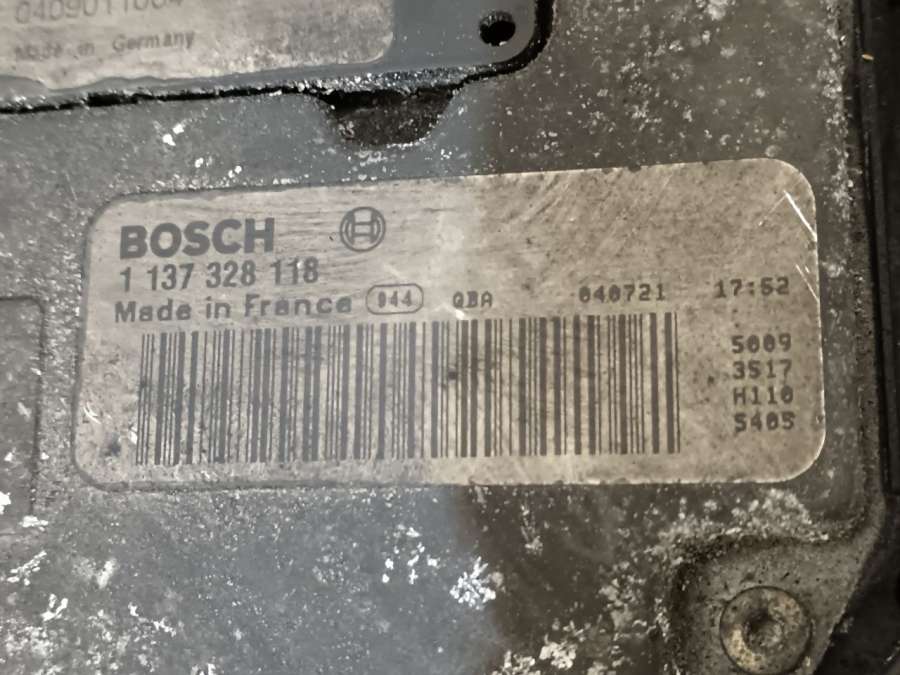 Made in Germany
BOSCH
1 137 328 118
Made in France 044 QBA 040721 17:52
5009
3517
H110
5405